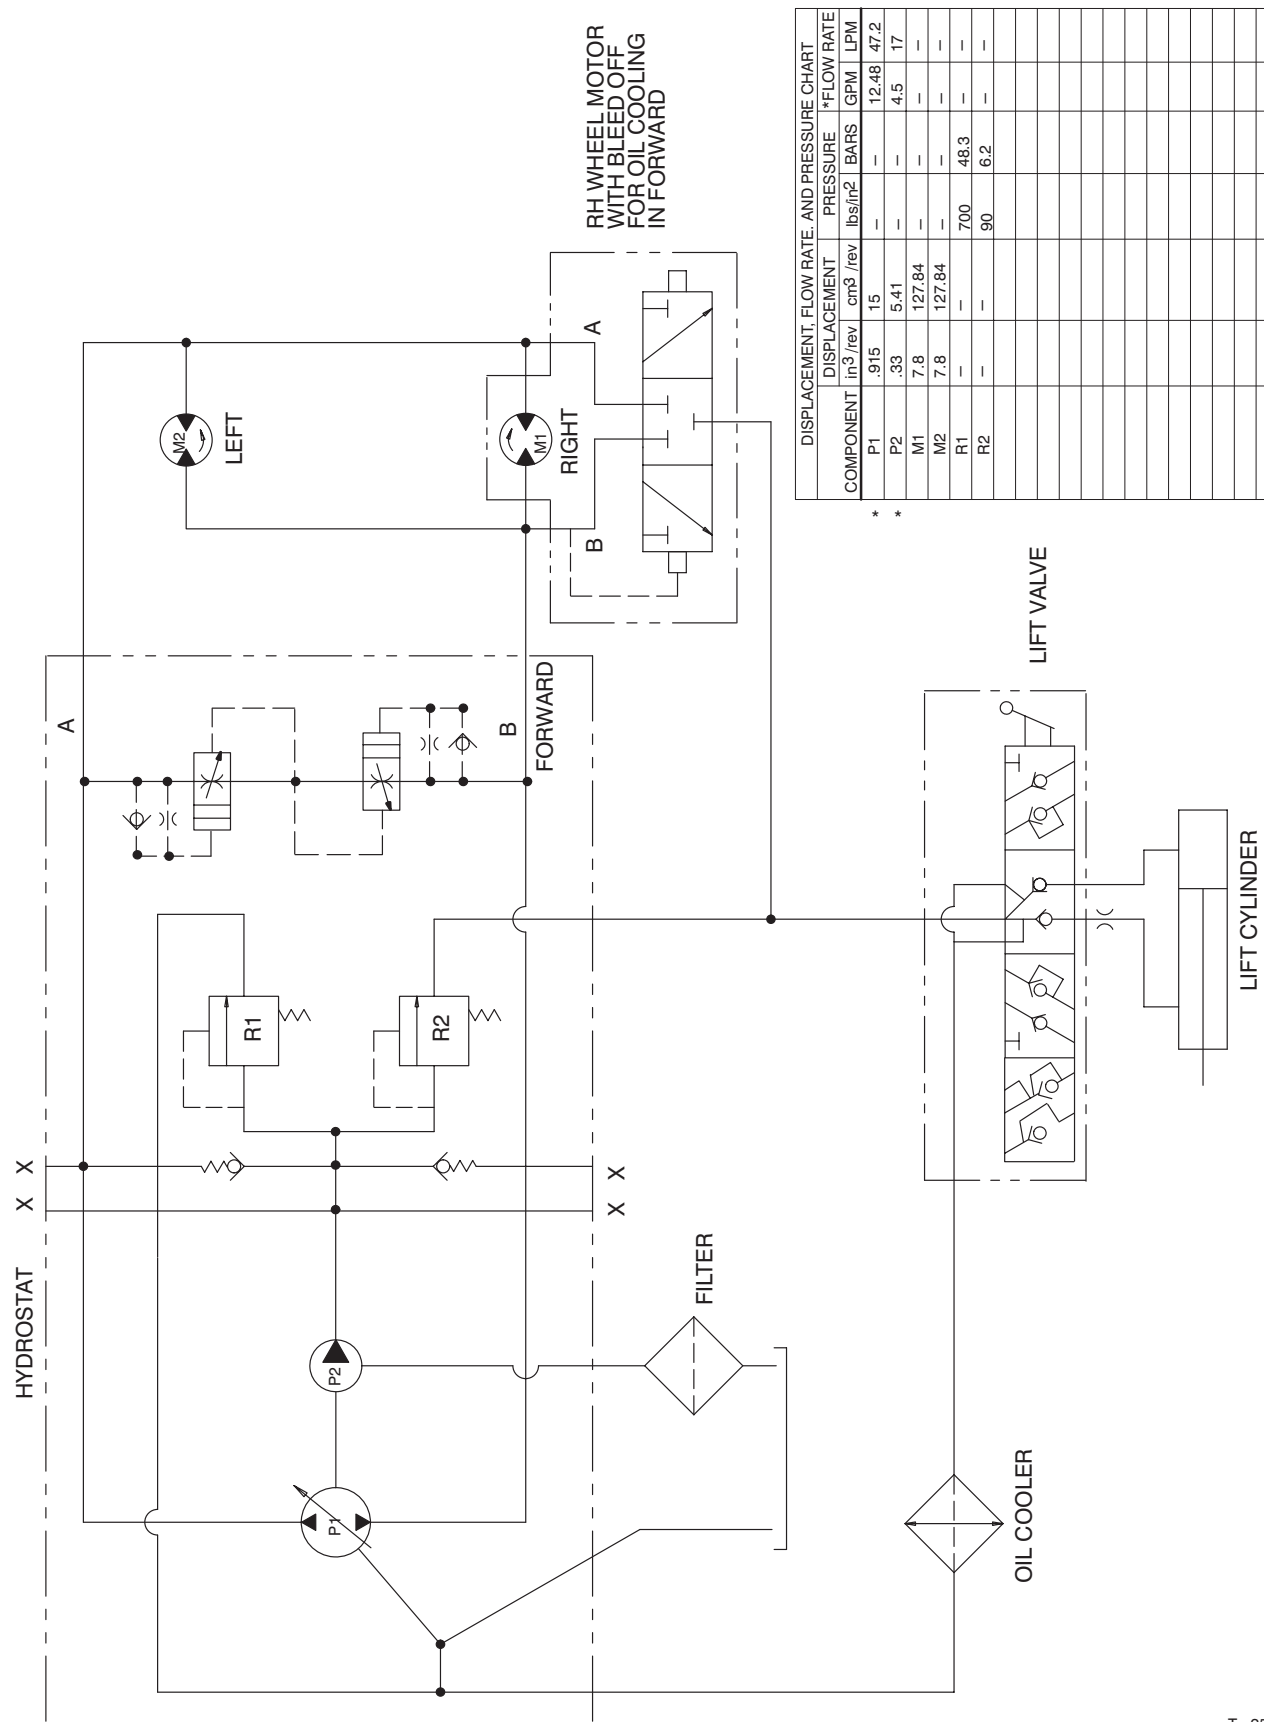 HYDROSTAT
X X
X X
A
B
FORWARD
P1
P2
R1
R2
FILTER
OIL COOLER
M2
LEFT
M1
RIGHT
A
B
RH WHEEL MOTOR
WITH BLEED OFF
FOR OIL COOLING
IN FORWARD
LIFT VALVE
LIFT CYLINDER
DISPLACEMENT, FLOW RATE. AND PRESSURE CHART
DISPLACEMENT PRESSURE *FLOW RATE
COMPONENT in3 /rev cm3 /rev lbs/in2 BARS GPM LPM
* P1 .915 15 – – 12.48 47.2
* P2 .33 5.41 – – 4.5 17
M1 7.8 127.84 – – – –
M2 7.8 127.84 – – – –
R1 – – 700 48.3 – –
R2 – – 90 6.2 – –